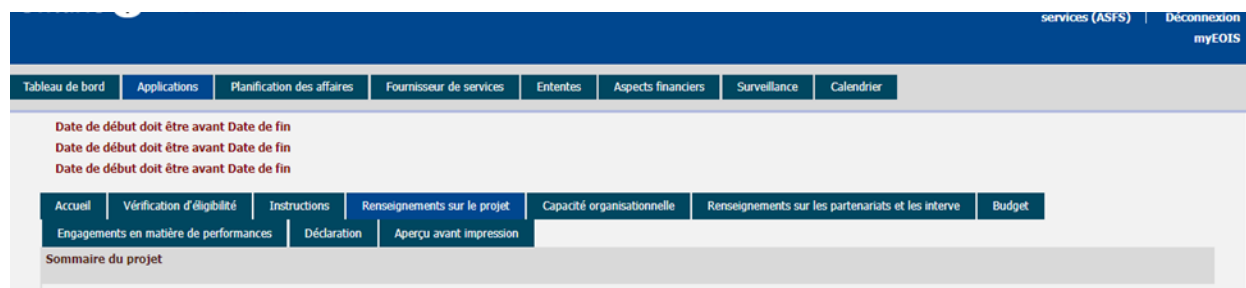 services (ASFS) | Déconnexion
myEOIS
Tableau de bord Applications Planification des affaires Fournisseur de services Ententes Aspects financiers Surveillance Calendrier
Date de début doit être avant Date de fin
Date de début doit être avant Date de fin
Date de début doit être avant Date de fin
Accueil Vérification d'éligibilité Instructions Renseignements sur le projet Capacité organisationnelle Renseignements sur les partenariats et les interve Budget
Engagements en matière de performances Déclaration Aperçu avant impression
Sommaire du projet